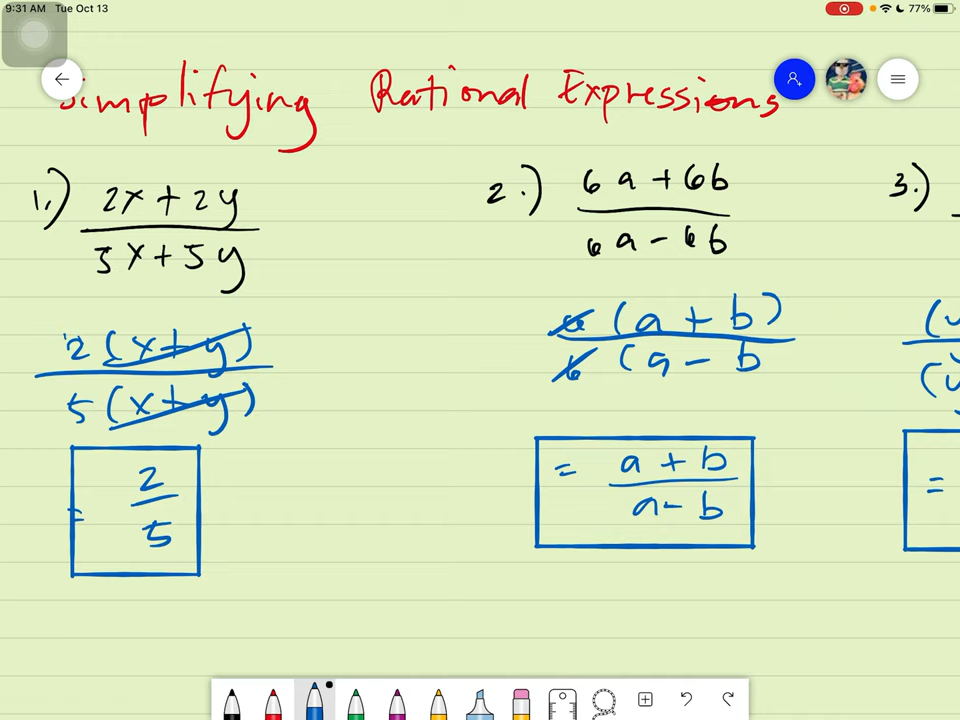 9:31 AM Tue Oct 13
77%
Simplifying Rational Expressions
1.) 2x + 2y
5x + 5y
2 (x + y)
5 (x + y)
= 2
5
2.) 6a + 6b
6a - 6b
6 (a + b)
6 (a - b
= a + b
a - b
3.)
(
(
=